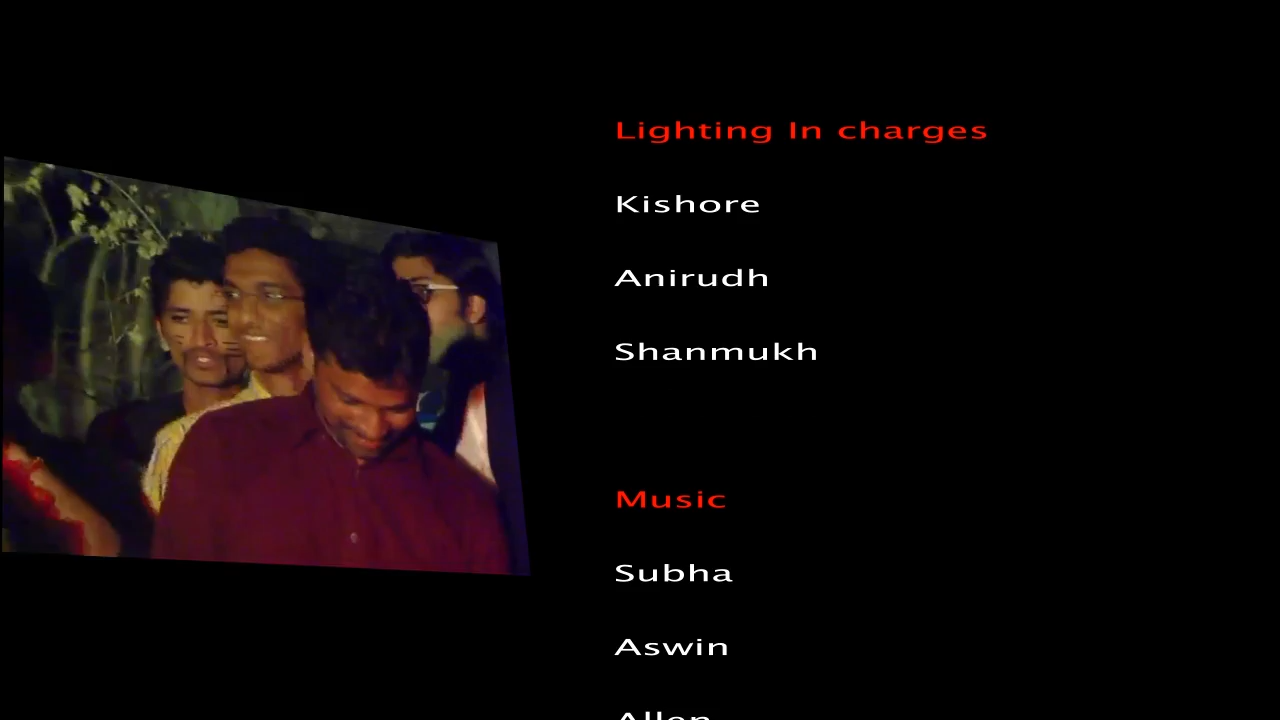 Lighting In charges
Kishore
Anirudh
Shanmukh
Music
Subha
Aswin